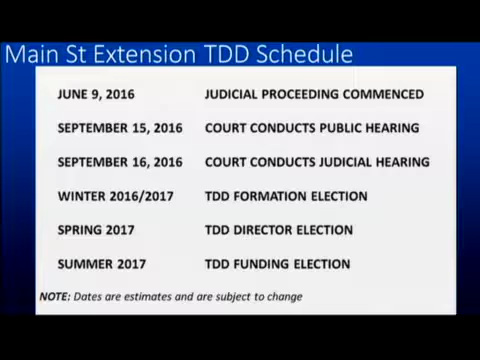 Main St Extension TDD Schedule
JUNE 9, 2016 JUDICIAL PROCEEDING COMMENCED
SEPTEMBER 15, 2016 COURT CONDUCTS PUBLIC HEARING
SEPTEMBER 16, 2016 COURT CONDUCTS JUDICIAL HEARING
WINTER 2016/2017 TDD FORMATION ELECTION
SPRING 2017 TDD DIRECTOR ELECTION
SUMMER 2017 TDD FUNDING ELECTION
NOTE: Dates are estimates and are subject to change